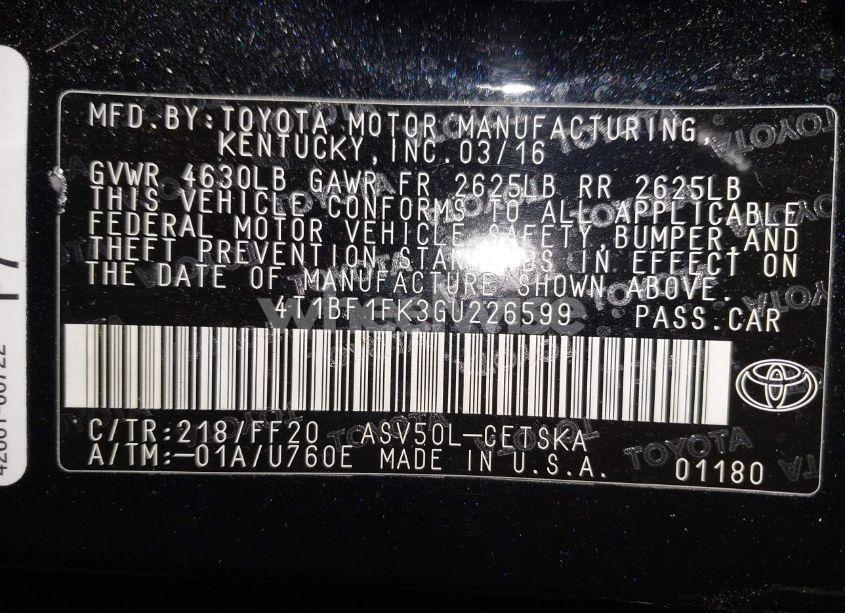 MFD.BY:TOYOTA MOTOR MANUFACTURING,
KENTUCKY, INC.03/16
GVWR 4630LB GAWR FR 2625LB RR 2625LB
THIS VEHICLE CONFORMS TO ALL APPLICABLE
FEDERAL MOTOR VEHICLE SAFETY,BUMPER,AND
THEFT PREVENTION STANDARDS IN EFFECT ON
THE DATE OF MANUFACTURE SHOWN ABOVE.
4T1BF1FK3GU226599 PASS.CAR
C/TR:218/FF20 ASV50L-CETSKA
A/TM:-01A/U760E MADE IN U.S.A. 01180
TOYOTA